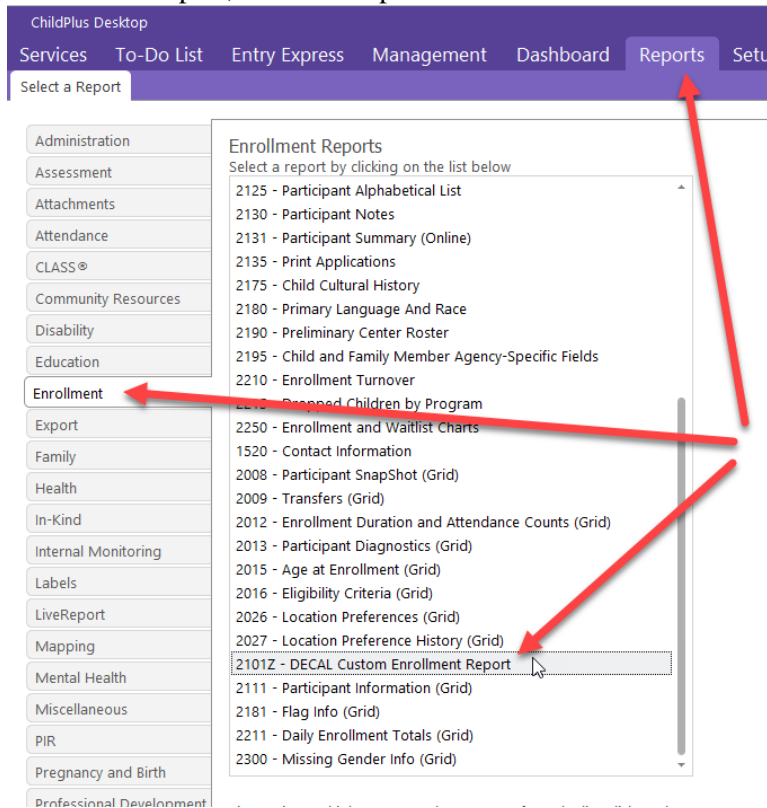 ChildPlus Desktop
Services To-Do List Entry Express Management Dashboard Reports Setu
Select a Report
Administration
Assessment
Attachments
Attendance
CLASS®
Community Resources
Disability
Education
Enrollment
Export
Family
Health
In-Kind
Internal Monitoring
Labels
LiveReport
Mapping
Mental Health
Miscellaneous
PIR
Pregnancy and Birth
Professional Development
Enrollment Reports
Select a report by clicking on the list below
2125 - Participant Alphabetical List
2130 - Participant Notes
2131 - Participant Summary (Online)
2135 - Print Applications
2175 - Child Cultural History
2180 - Primary Language And Race
2190 - Preliminary Center Roster
2195 - Child and Family Member Agency-Specific Fields
2210 - Enrollment Turnover
Dropped Children by Program
2250 - Enrollment and Waitlist Charts
1520 - Contact Information
2008 - Participant SnapShot (Grid)
2009 - Transfers (Grid)
2012 - Enrollment Duration and Attendance Counts (Grid)
2013 - Participant Diagnostics (Grid)
2015 - Age at Enrollment (Grid)
2016 - Eligibility Criteria (Grid)
2026 - Location Preferences (Grid)
2027 - Location Preference History (Grid)
2101Z - DECAL Custom Enrollment Report
2111 - Participant Information (Grid)
2181 - Flag Info (Grid)
2211 - Daily Enrollment Totals (Grid)
2300 - Missing Gender Info (Grid)